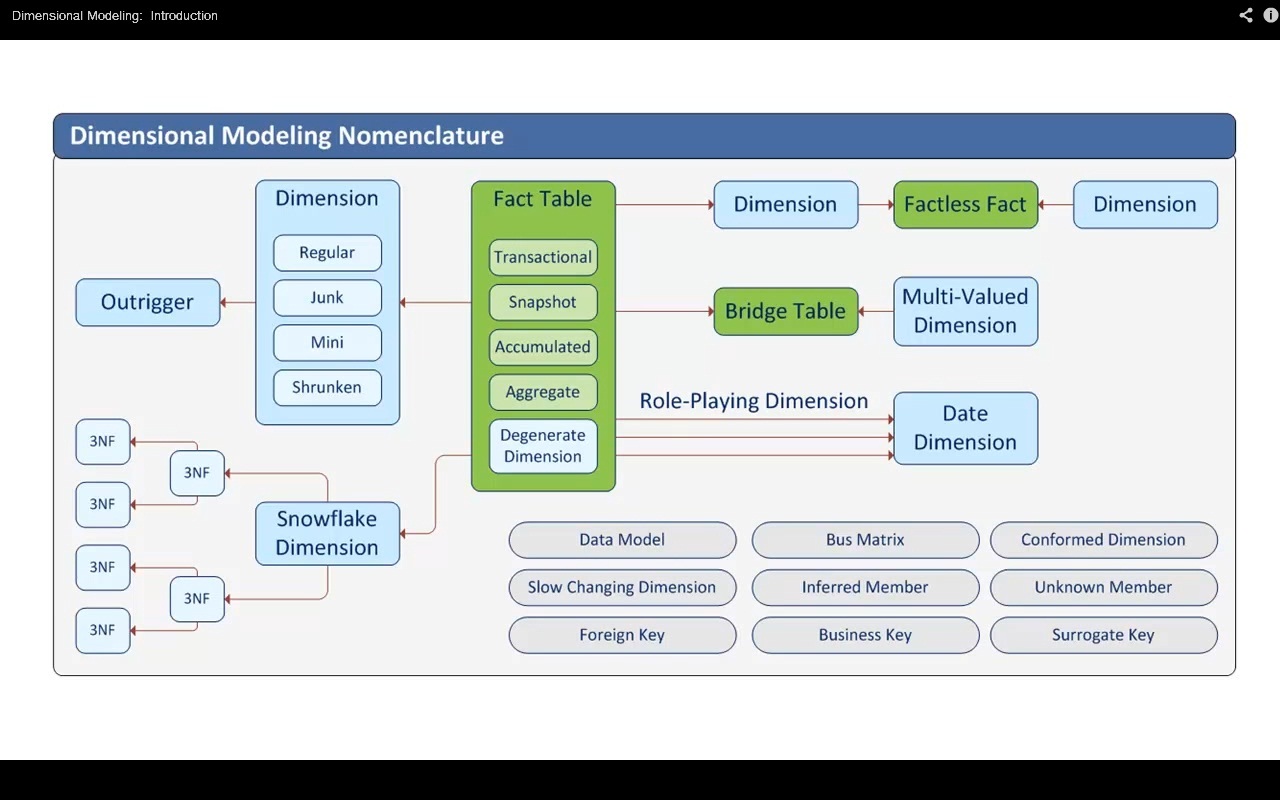 Dimensional Modeling:  Introduction
Dimensional Modeling Nomenclature
Dimension
Regular
Junk
Mini
Shrunken
Outrigger
Fact Table
Transactional
Snapshot
Accumulated
Aggregate
Degenerate
Dimension
Dimension
Factless Fact
Dimension
Bridge Table
Multi-Valued
Dimension
Role-Playing Dimension
Date
Dimension
3NF
3NF
3NF
Snowflake
Dimension
3NF
3NF
3NF
Data Model
Bus Matrix
Conformed Dimension
Slow Changing Dimension
Inferred Member
Unknown Member
Foreign Key
Business Key
Surrogate Key